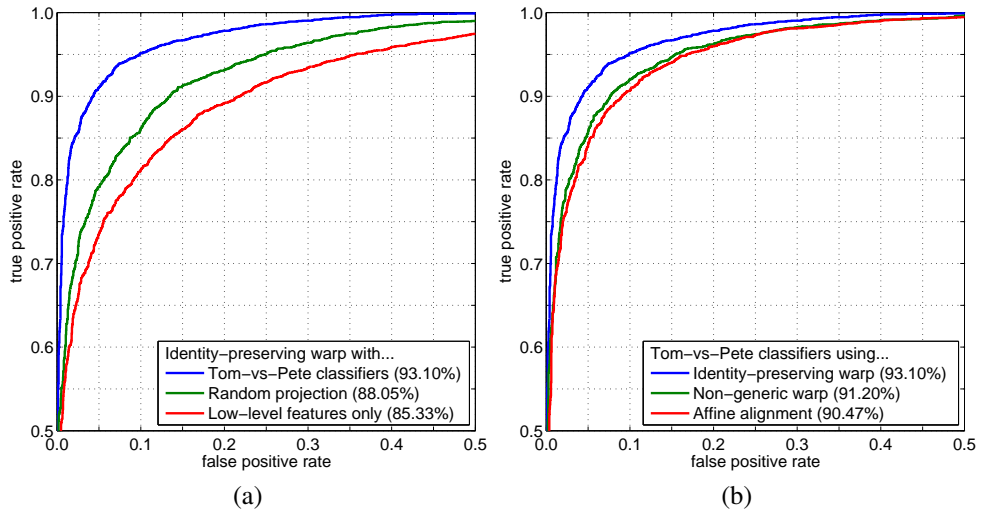 1.0
0.9
0.8
0.7
0.6
0.5
true positive rate
0.0 0.1 0.2 0.3 0.4 0.5
false positive rate
Identity−preserving warp with...
Tom−vs−Pete classifiers (93.10%)
Random projection (88.05%)
Low−level features only (85.33%)
(a)
1.0
0.9
0.8
0.7
0.6
0.5
true positive rate
0.0 0.1 0.2 0.3 0.4 0.5
false positive rate
Tom−vs−Pete classifiers using...
Identity−preserving warp (93.10%)
Non−generic warp (91.20%)
Affine alignment (90.47%)
(b)